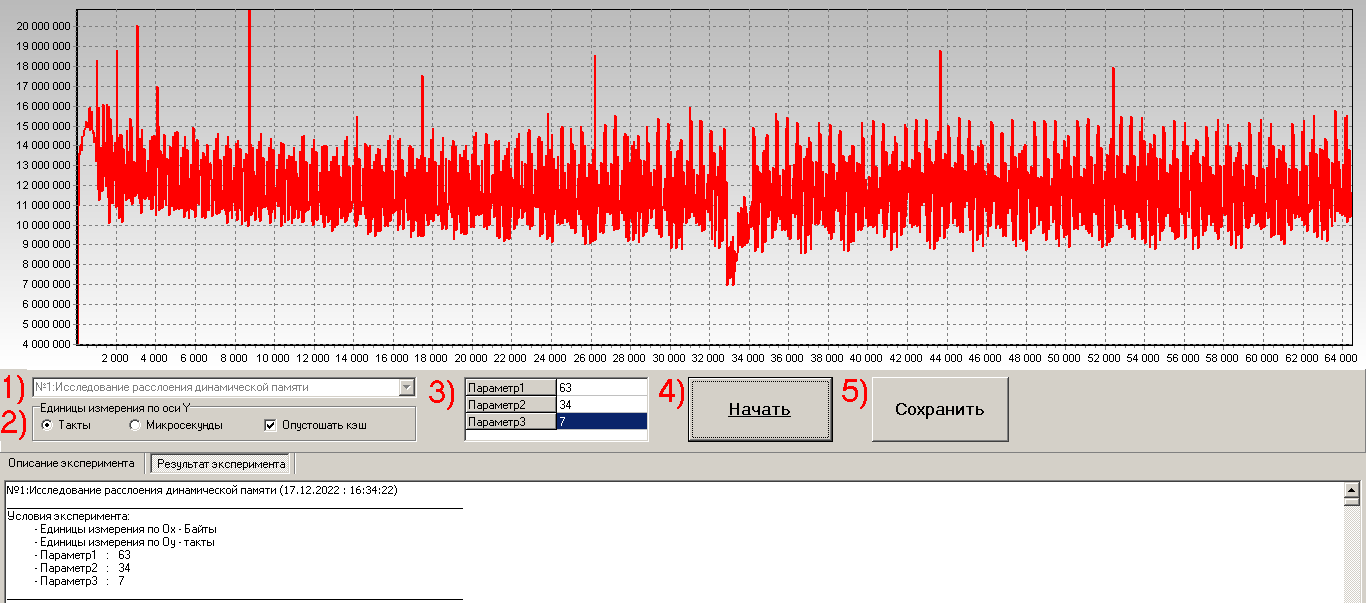 20 000 000
19 000 000
18 000 000
17 000 000
16 000 000
15 000 000
14 000 000
13 000 000
12 000 000
11 000 000
10 000 000
9 000 000
8 000 000
7 000 000
6 000 000
5 000 000
4 000 000
2 000 4 000 6 000 8 000 10 000 12 000 14 000 16 000 18 000 20 000 22 000 24 000 26 000 28 000 30 000 32 000 34 000 36 000 38 000 40 000 42 000 44 000 46 000 48 000 50 000 52 000 54 000 56 000 58 000 60 000 62 000 64 000
1) №1:Исследование расслоения динамической памяти
2) Единицы измерения по оси Y
Такты Микросекунды Опустошать кэш
3) Параметр1 63
Параметр2 34
Параметр3 7
4) Начать
5) Сохранить
Описание эксперимента Результат эксперимента
№1:Исследование расслоения динамической памяти (17.12.2022 : 16:34:22)
Условия эксперимента:
- Единицы измерения по Ox - Байты
- Единицы измерения по Oy - такты
- Параметр1 : 63
- Параметр2 : 34
- Параметр3 : 7